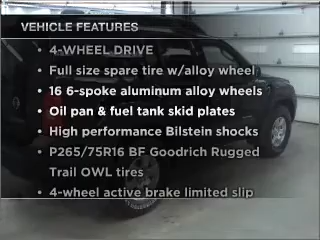 VEHICLE FEATURES
• 4-WHEEL DRIVE
• Full size spare tire w/alloy wheel
• 16 6-spoke aluminum alloy wheels
• Oil pan & fuel tank skid plates
• High performance Bilstein shocks
• P265/75R16 BF Goodrich Rugged
Trail OWL tires
• 4-wheel active brake limited slip